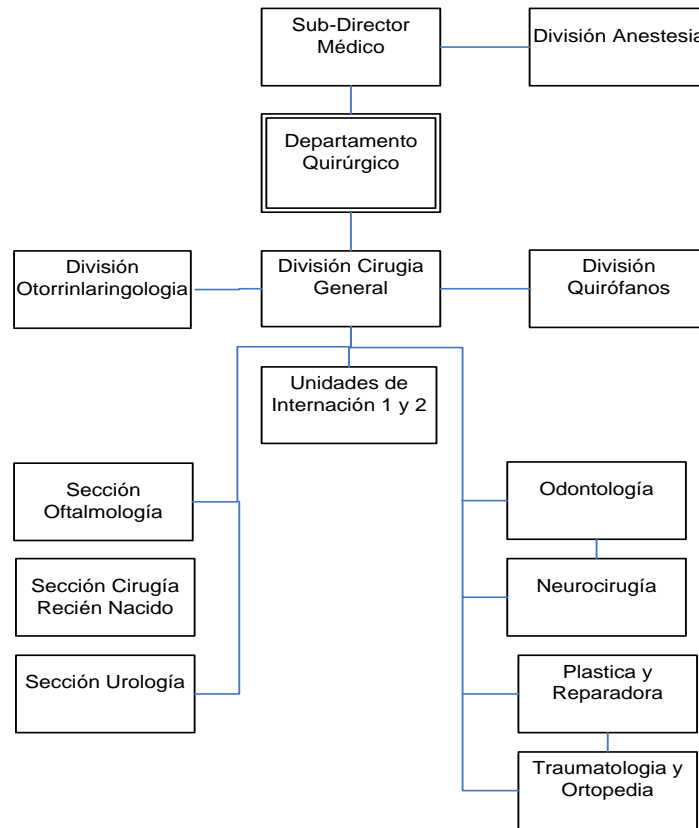 Sub-Director
Médico
División Anestesia
Departamento
Quirúrgico
División
Otorrinlaringologia
División Cirugia
General
División
Quirófanos
Unidades de
Internación 1 y 2
Sección
Oftalmología
Odontología
Sección Cirugía
Recién Nacido
Neurocirugía
Sección Urología
Plastica y
Reparadora
Traumatologia y
Ortopedia